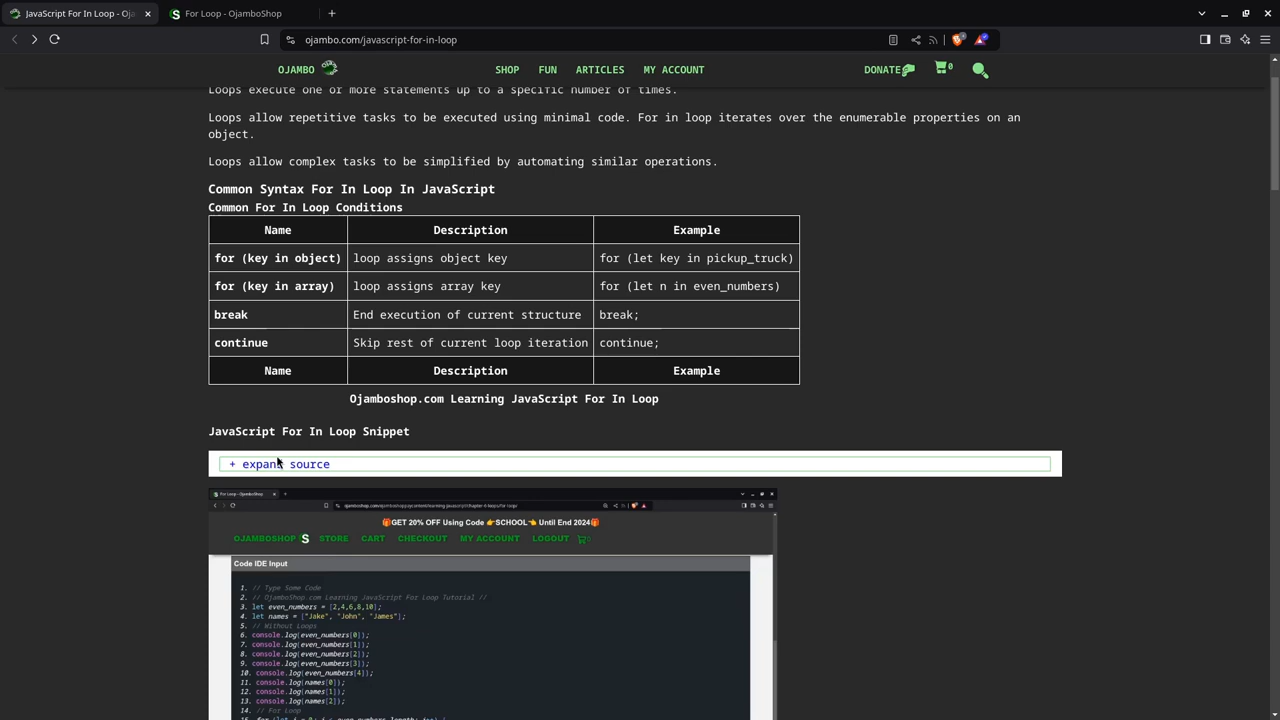 JavaScript For In Loop - Oja
For Loop - OjamboShop
ojambo.com/javascript-for-in-loop
OJAMBO SHOP FUN ARTICLES MY ACCOUNT DONATE 0
Loops execute one or more statements up to a specific number of times.
Loops allow repetitive tasks to be executed using minimal code. For in loop iterates over the enumerable properties on an
object.
Loops allow complex tasks to be simplified by automating similar operations.
Common Syntax For In Loop In JavaScript
Common For In Loop Conditions
Name Description Example
for (key in object) loop assigns object key for (let key in pickup_truck)
for (key in array) loop assigns array key for (let n in even_numbers)
break End execution of current structure break;
continue Skip rest of current loop iteration continue;
Name Description Example
Ojamboshop.com Learning JavaScript For In Loop
JavaScript For In Loop Snippet
+ expand source
For Loop - OjamboShop
🎁GET 20% OFF Using Code 👉SCHOOL👈 Until End 2024🎁
OJAMBOSHOP S STORE CART CHECKOUT MY ACCOUNT LOGOUT
Code IDE Input
1. // Type Some Code
2. // OjamboShop.com Learning JavaScript For Loop Tutorial //
3. let even_numbers = [2,4,6,8,10];
4. let names = ["Jake", "John", "James"];
5. // Without Loops
6. console.log(even_numbers[0]);
7. console.log(even_numbers[1]);
8. console.log(even_numbers[2]);
9. console.log(even_numbers[3]);
10. console.log(even_numbers[4]);
11. console.log(names[0]);
12. console.log(names[1]);
13. console.log(names[2]);
14. // For Loop